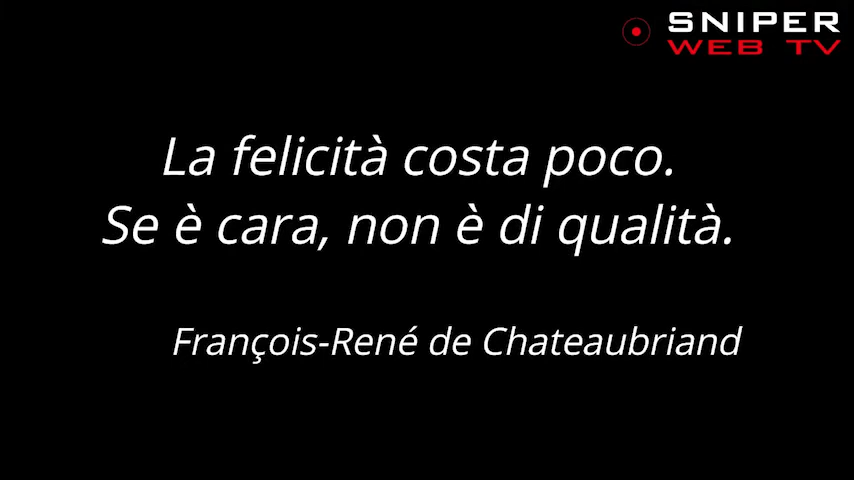 SNIPER
WEB TV
La felicità costa poco.
Se è cara, non è di qualità.
François-René de Chateaubriand